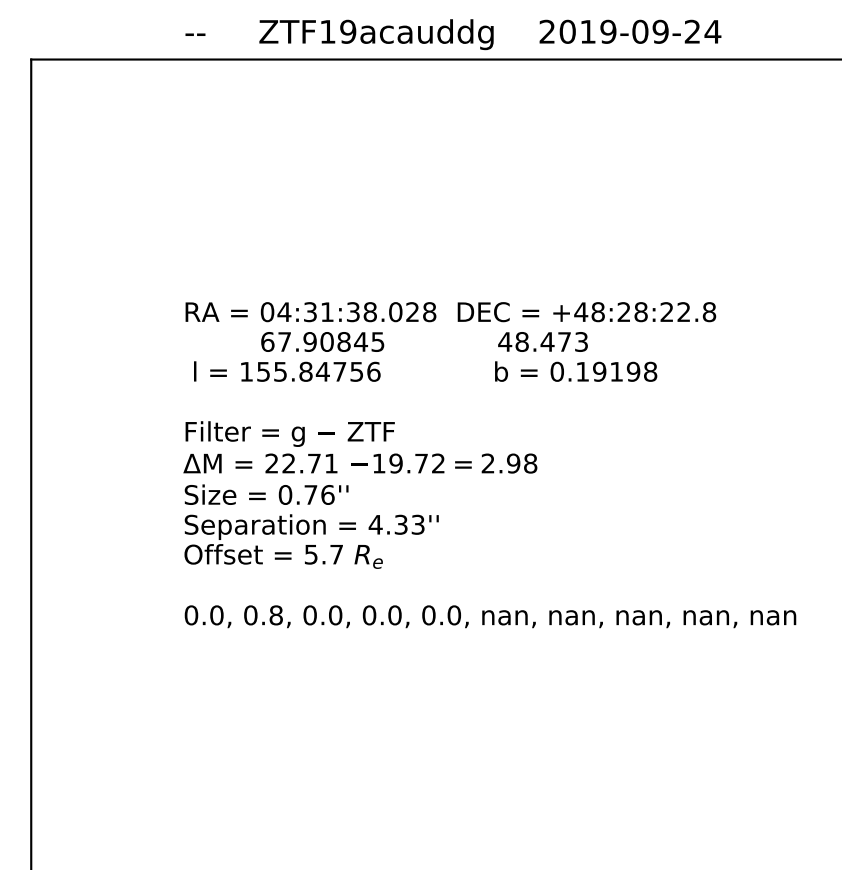 -- ZTF19acauddg 2019-09-24
RA = 04:31:38.028 DEC = +48:28:22.8
67.90845 48.473
l = 155.84756 b = 0.19198
Filter = g − ZTF
ΔM = 22.71 −19.72 = 2.98
Size = 0.76''
Separation = 4.33''
Offset = 5.7 Rₑ
0.0, 0.8, 0.0, 0.0, 0.0, nan, nan, nan, nan, nan